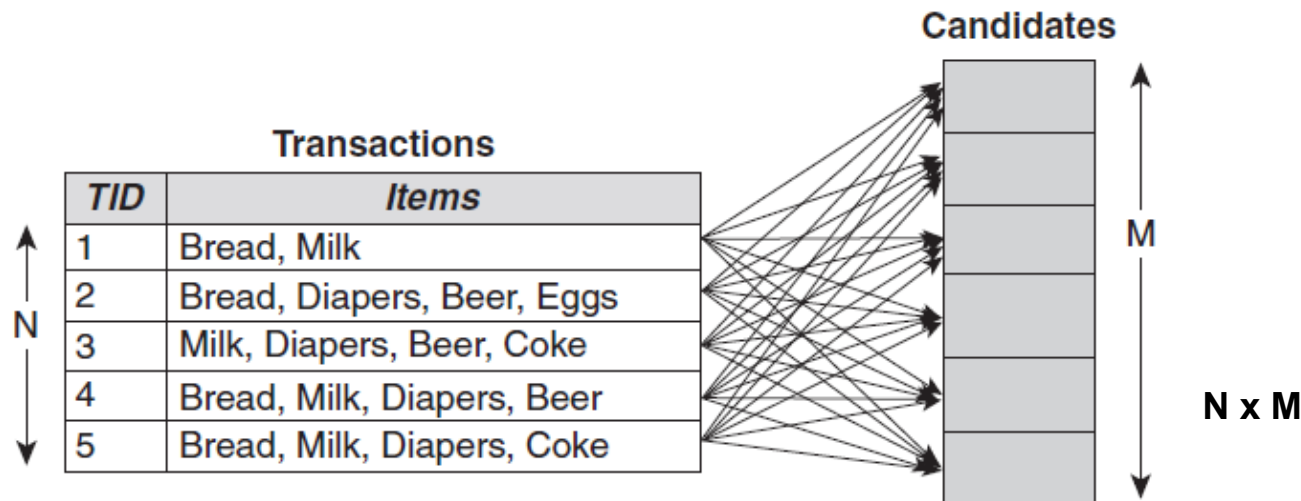 Candidates
Transactions
TID Items
1 Bread, Milk
2 Bread, Diapers, Beer, Eggs
3 Milk, Diapers, Beer, Coke
4 Bread, Milk, Diapers, Beer
5 Bread, Milk, Diapers, Coke
N
M
N x M